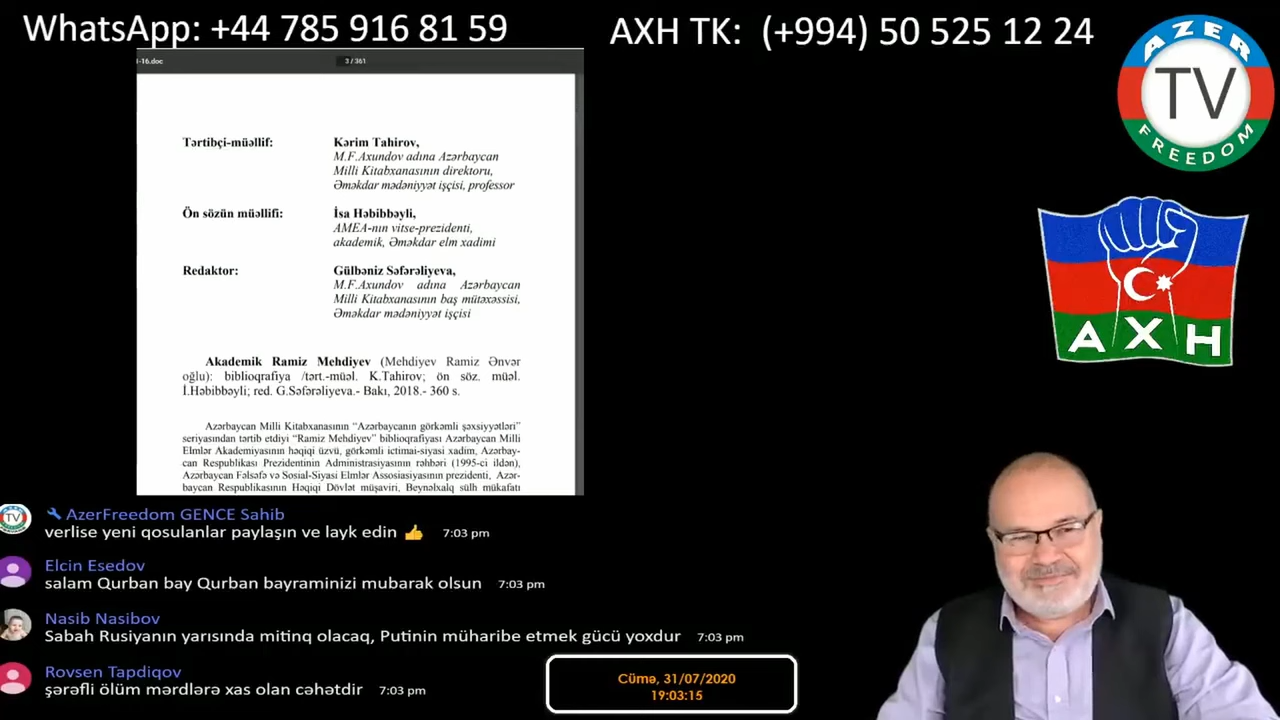 WhatsApp: +44 785 916 81 59
AXH TK: (+994) 50 525 12 24
AZER
TV
FREEDOM
I-16.doc
3 / 361
Tərtibçi-müəllif:
Kərim Tahirov,
M.F.Axundov adına Azərbaycan
Milli Kitabxanasının direktoru,
Əməkdar mədəniyyət işçisi, professor
Ön sözün müəllifi:
İsa Həbibbəyli,
AMEA-nın vitse-prezidenti,
akademik, Əməkdar elm xadimi
Redaktor:
Gülbəniz Səfərəliyeva,
M.F.Axundov adına Azərbaycan
Milli Kitabxanasının baş mütəxəssisi,
Əməkdar mədəniyyət işçisi
Akademik Ramiz Mehdiyev (Mehdiyev Ramiz Ənvər
oğlu): biblioqrafiya /tərt.-müəl. K.Tahirov; ön söz. müəl.
İ.Həbibbəyli; red. G.Səfərəliyeva.- Bakı, 2018.- 360 s.
Azərbaycan Milli Kitabxanasının “Azərbaycanın görkəmli şəxsiyyətləri”
seriyasından tərtib etdiyi “Ramiz Mehdiyev” biblioqrafiyası Azərbaycan Milli
Elmlər Akademiyasının həqiqi üzvü, görkəmli ictimai-siyasi xadim, Azərbay-
can Respublikası Prezidentinin Administrasiyasının rəhbəri (1995-ci ildən),
Azərbaycan Fəlsəfə və Sosial-Siyasi Elmlər Assosiasiyasının prezidenti, Azər-
baycan Respublikasının Həqiqi Dövlət müşaviri, Beynəlxalq sülh mükafatı
AXH
TV
AzerFreedom GENCE Sahib
verlise yeni qosulanlar paylaşın ve layk edin 👍 7:03 pm
Elcin Esedov
salam Qurban bay Qurban bayraminizi mubarak olsun 7:03 pm
Nasib Nasibov
Sabah Rusiyanın yarısında mitinq olacaq, Putinin müharibe etmek gücü yoxdur 7:03 pm
Rovsen Tapdiqov
şərəfli ölüm mərdlərə xas olan cəhətdir 7:03 pm
Cümə, 31/07/2020
19:03:15